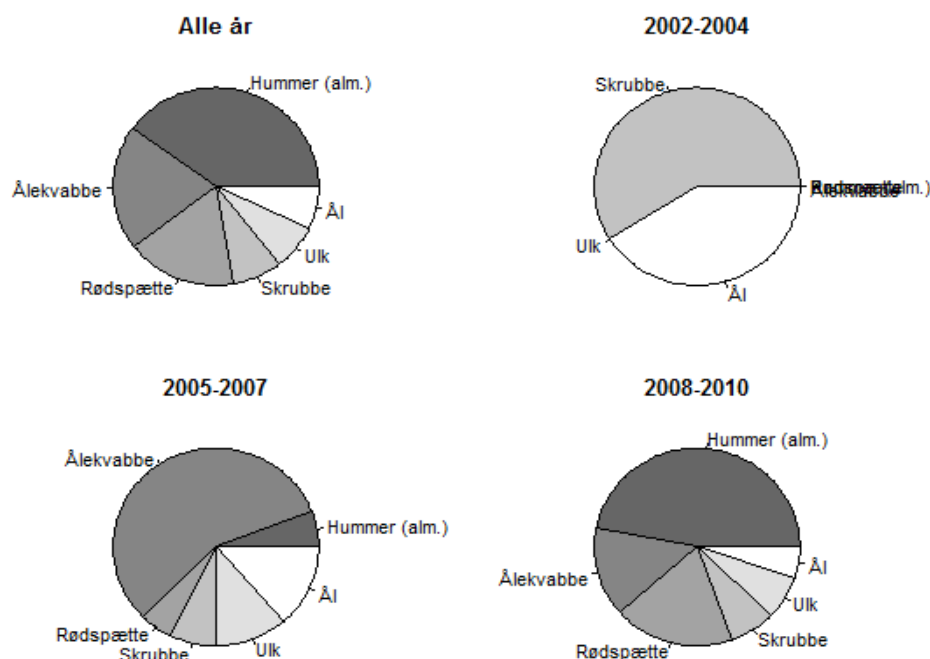 Alle år
Hummer (alm.)
Ålekvabbe
Rødspætte
Skrubbe
Ulk
Ål
2002-2004
Skrubbe
Ulk
Ål
2005-2007
Ålekvabbe
Hummer (alm.)
Rødspætte
Skrubbe
Ulk
Ål
2008-2010
Hummer (alm.)
Ålekvabbe
Rødspætte
Skrubbe
Ulk
Ål